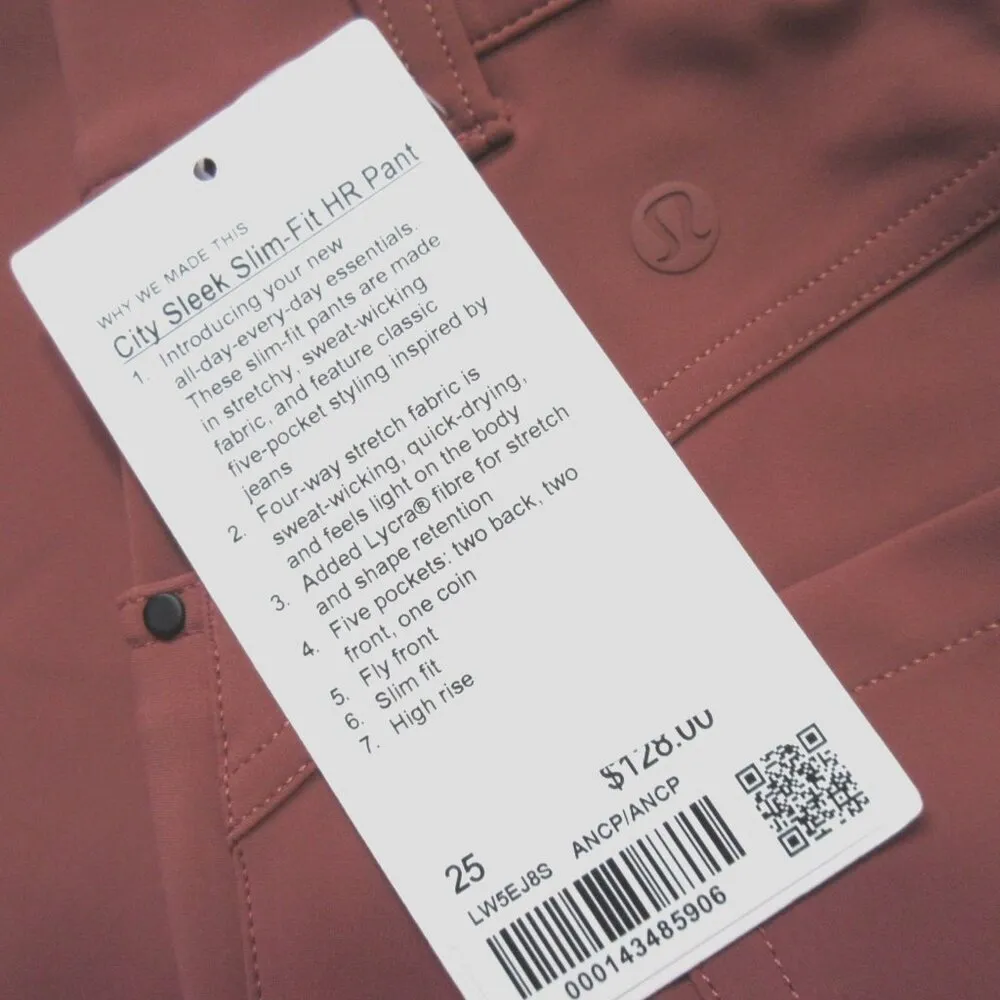 WHY WE MADE THIS
City Sleek Slim-Fit HR Pant
1. Introducing your new
all-day-every-day essentials.
These slim-fit pants are made
in stretchy, sweat-wicking
fabric, and feature classic
five-pocket styling inspired by
jeans
2. Four-way stretch fabric is
sweat-wicking, quick-drying,
and feels light on the body
3. Added Lycra® fibre for stretch
and shape retention
4. Five pockets: two back, two
front, one coin
5. Fly front
6. Slim fit
7. High rise
$128.00
25
LW5EJ8S ANCP/ANCP
000143485906